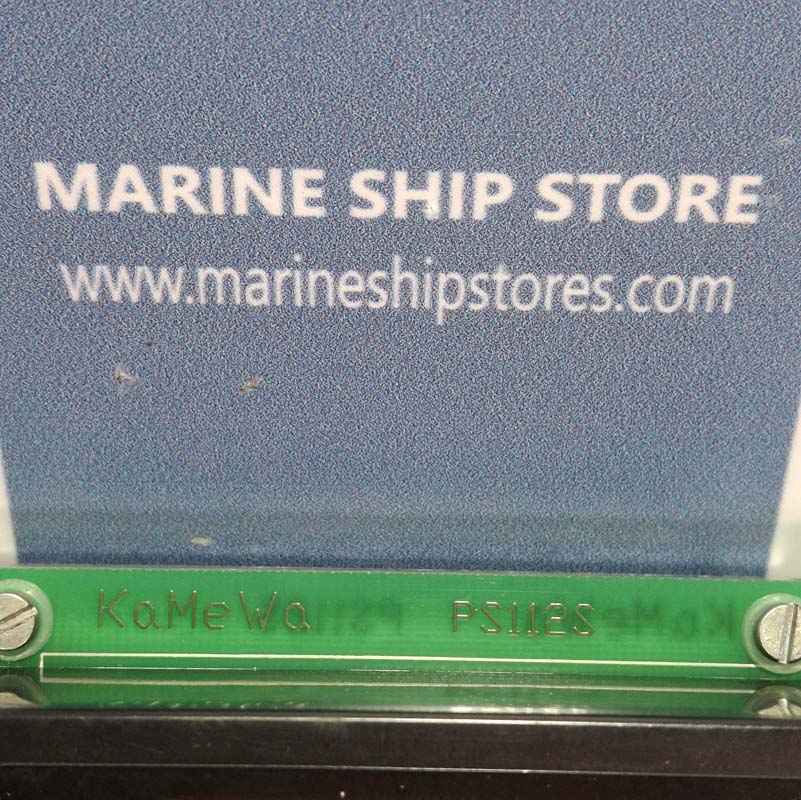 MARINE SHIP STORE
www.marineshipstores.com
KaMeWa PS112S